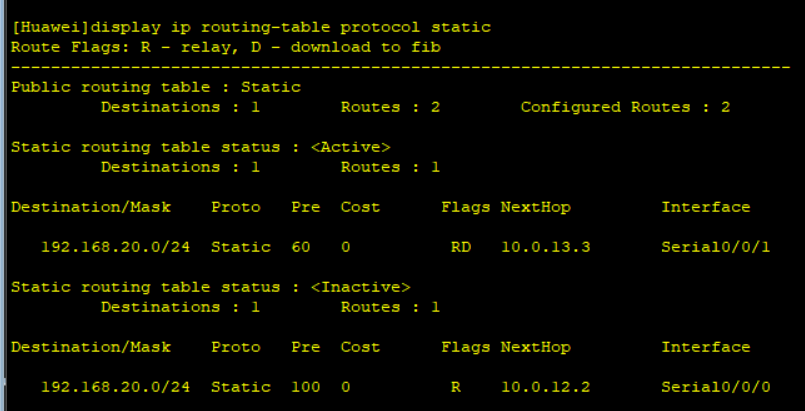 [Huawei]display ip routing-table protocol static
Route Flags: R - relay, D - download to fib
------------------------------------------------------------------------------
Public routing table : Static
         Destinations : 1        Routes : 2        Configured Routes : 2
Static routing table status : <Active>
         Destinations : 1        Routes : 1
Destination/Mask    Proto   Pre  Cost      Flags NextHop         Interface
   192.168.20.0/24  Static  60   0          RD   10.0.13.3       Serial0/0/1
Static routing table status : <Inactive>
         Destinations : 1        Routes : 1
Destination/Mask    Proto   Pre  Cost      Flags NextHop         Interface
   192.168.20.0/24  Static  100  0          R    10.0.12.2       Serial0/0/0